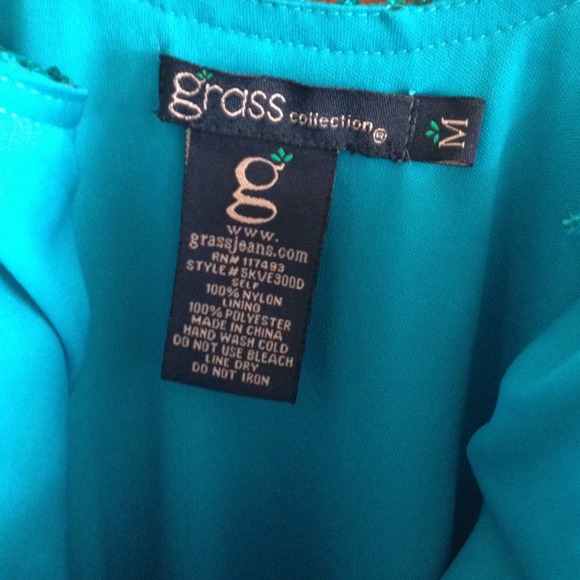 grass collection ®
M
g
www.
grassjeans.com
RN# 117493
STYLE# 5KVE300D
SELF
100% NYLON
LINING
100% POLYESTER
MADE IN CHINA
HAND WASH COLD
DO NOT USE BLEACH
LINE DRY
DO NOT IRON